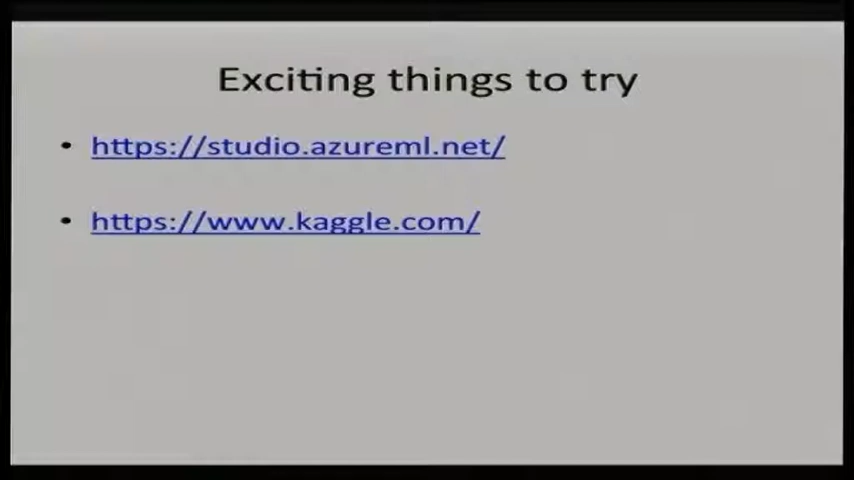 Exciting things to try
• https://studio.azureml.net/
• https://www.kaggle.com/